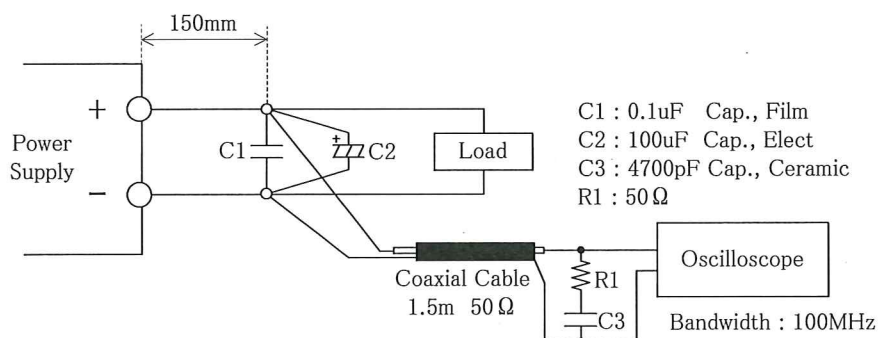 150mm
+
Power
Supply
−
C1
+
C2
Load
C1 : 0.1uF Cap., Film
C2 : 100uF Cap., Elect
C3 : 4700pF Cap., Ceramic
R1 : 50Ω
Coaxial Cable
1.5m 50Ω
R1
C3
Oscilloscope
Bandwidth : 100MHz